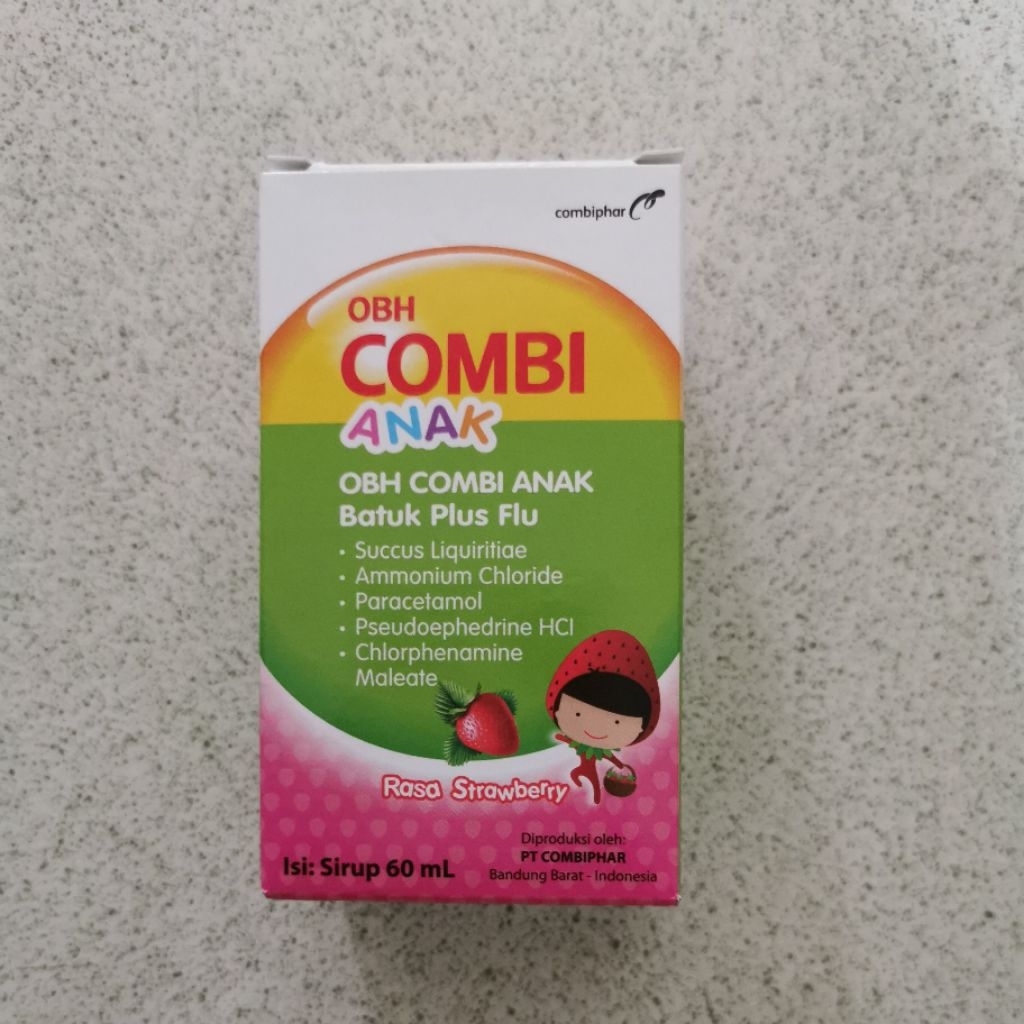 combiphar
OBH
COMBI
ANAK
OBH COMBI ANAK
Batuk Plus Flu
• Succus Liquiritiae
• Ammonium Chloride
• Paracetamol
• Pseudoephedrine HCl
• Chlorphenamine
Maleate
Rasa Strawberry
Isi: Sirup 60 mL
Diproduksi oleh:
PT COMBIPHAR
Bandung Barat - Indonesia